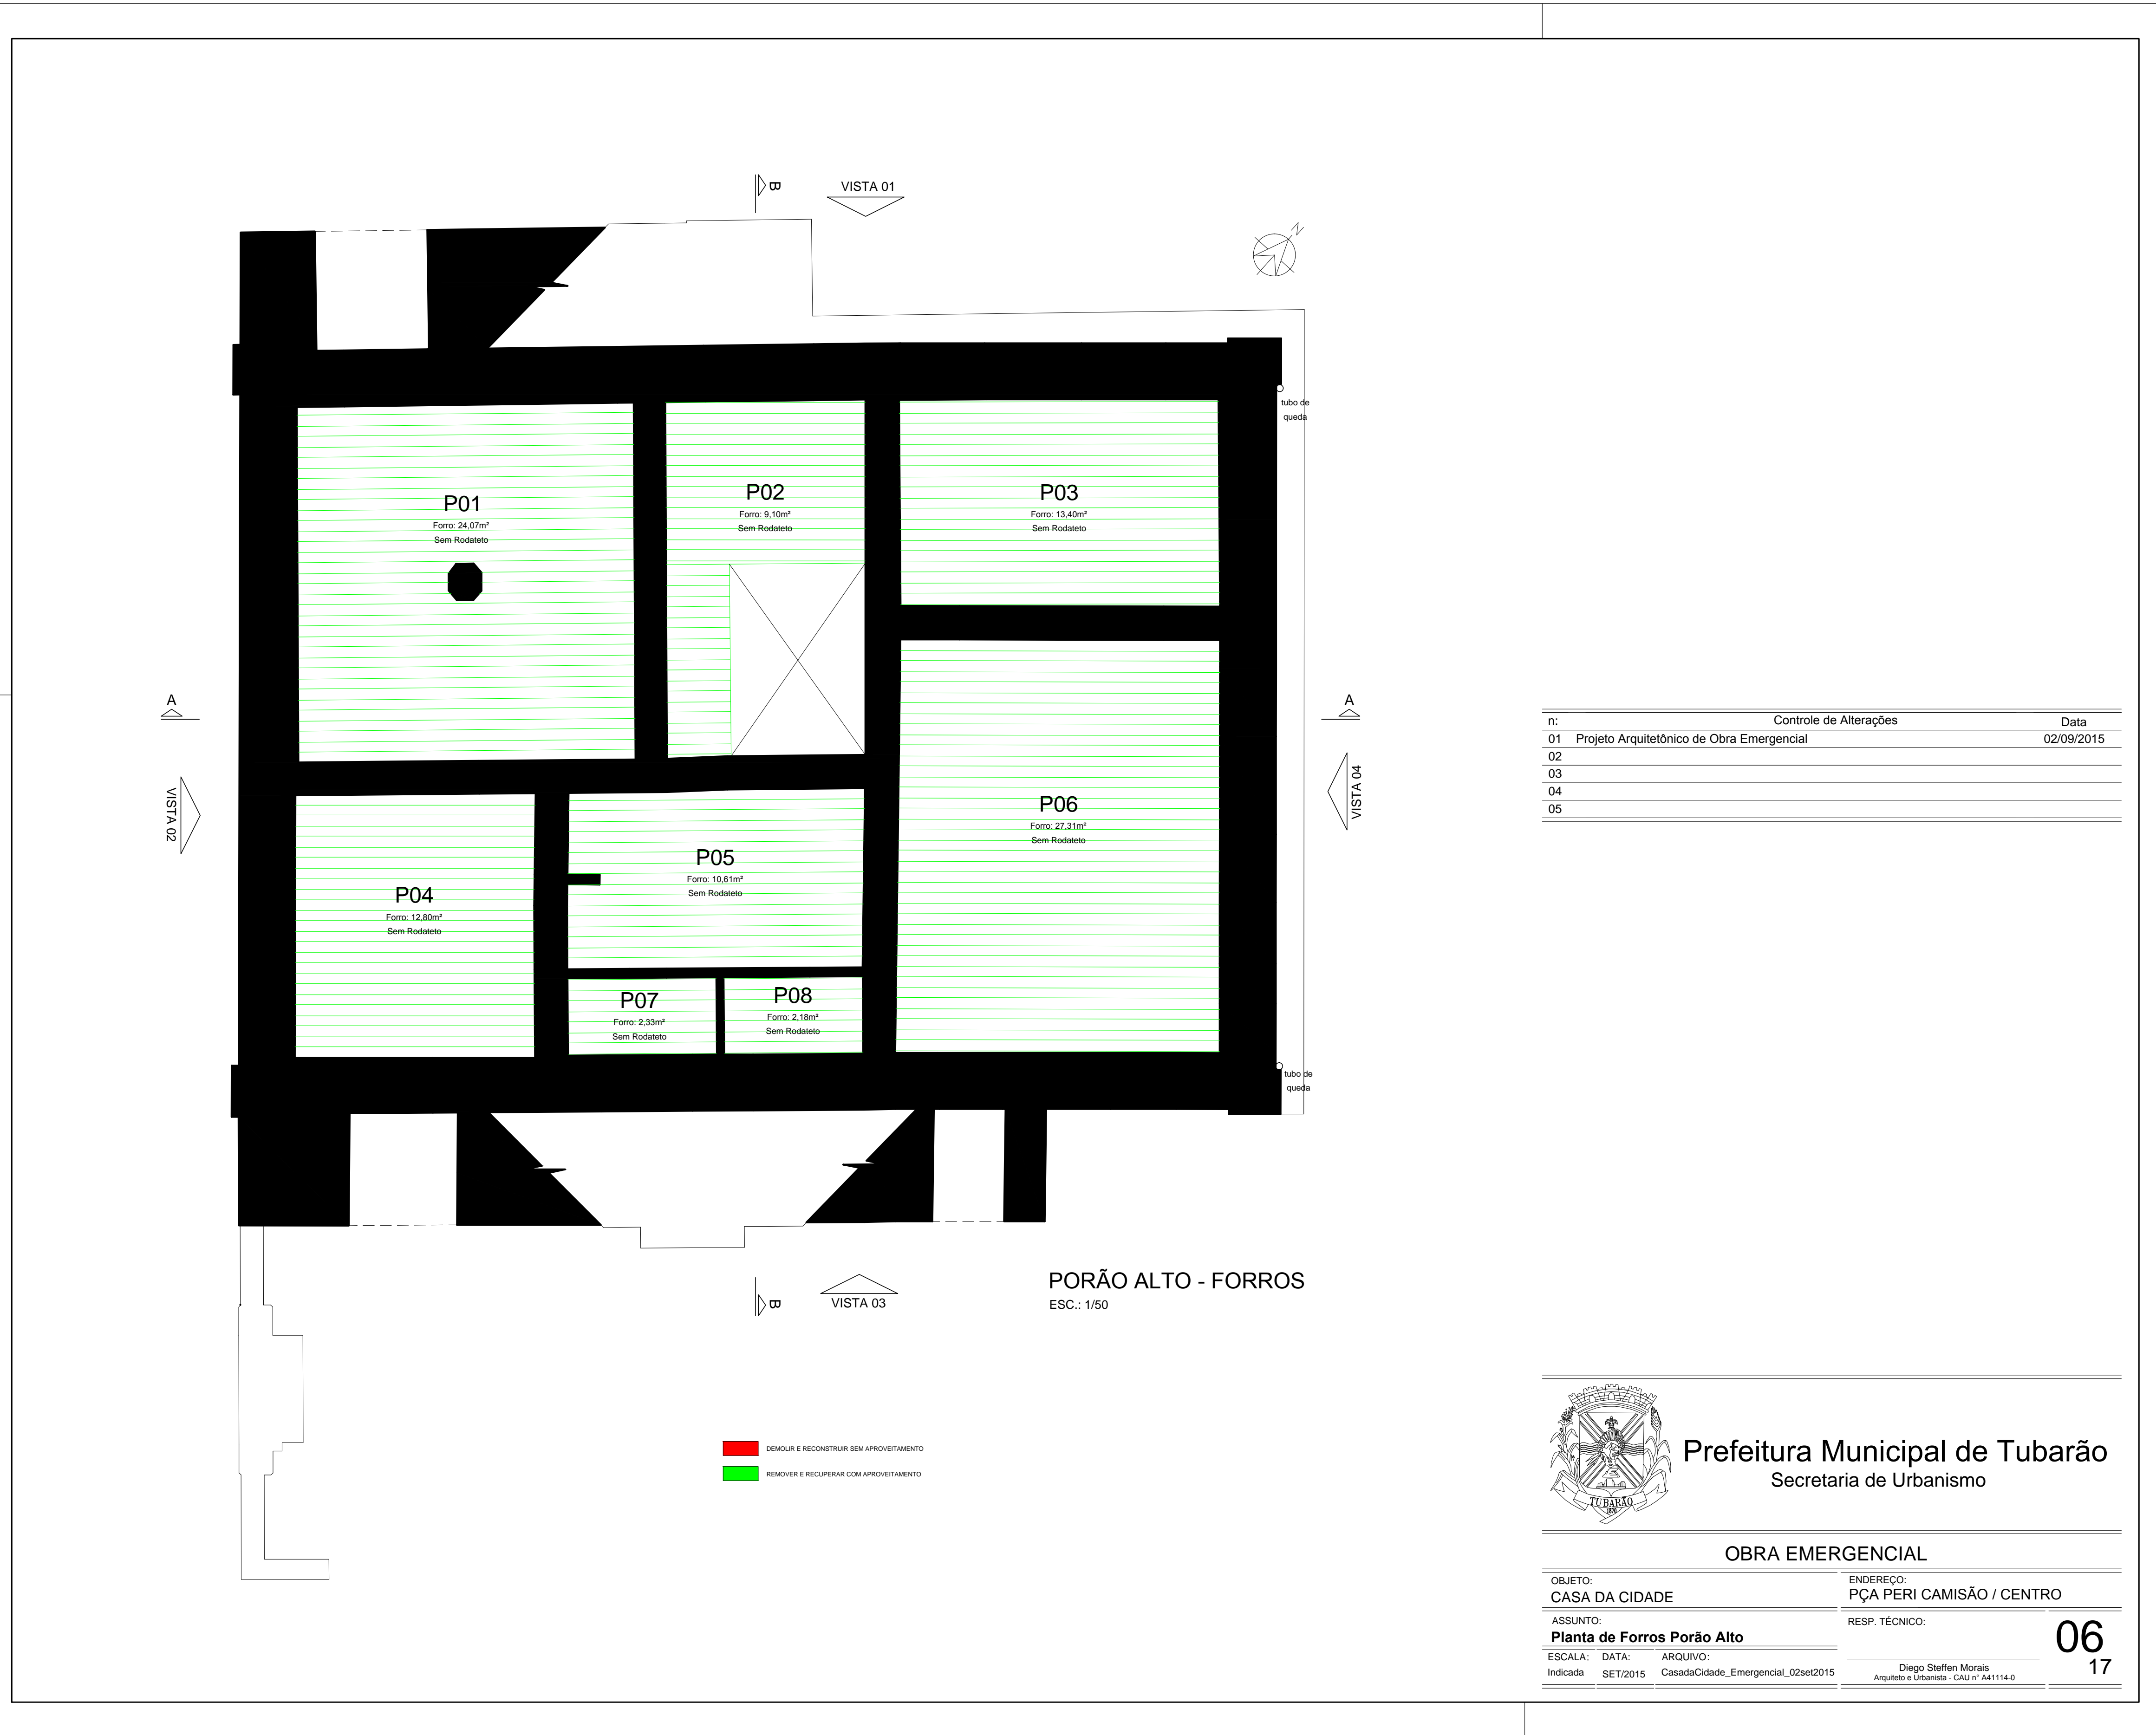 B
VISTA 01
N
tubo de
queda
P01
Forro: 24,07m²
Sem Rodateto
P02
Forro: 9,10m²
Sem Rodateto
P03
Forro: 13,40m²
Sem Rodateto
A
A
VISTA 02
VISTA 04
P04
Forro: 12,80m²
Sem Rodateto
P05
Forro: 10,61m²
Sem Rodateto
P06
Forro: 27,31m²
Sem Rodateto
P07
Forro: 2,33m²
Sem Rodateto
P08
Forro: 2,18m²
Sem Rodateto
tubo de
queda
B
VISTA 03
PORÃO ALTO - FORROS
ESC.: 1/50
DEMOLIR E RECONSTRUIR SEM APROVEITAMENTO
REMOVER E RECUPERAR COM APROVEITAMENTO
n: Controle de Alterações Data
01 Projeto Arquitetônico de Obra Emergencial 02/09/2015
02
03
04
05
TUBARÃO
1870
Prefeitura Municipal de Tubarão
Secretaria de Urbanismo
OBRA EMERGENCIAL
OBJETO:
CASA DA CIDADE
ENDEREÇO:
PÇA PERI CAMISÃO / CENTRO
ASSUNTO:
Planta de Forros Porão Alto
RESP. TÉCNICO:
06
17
ESCALA: DATA: ARQUIVO:
Indicada SET/2015 CasadaCidade_Emergencial_02set2015
Diego Steffen Morais
Arquiteto e Urbanista - CAU n° A41114-0